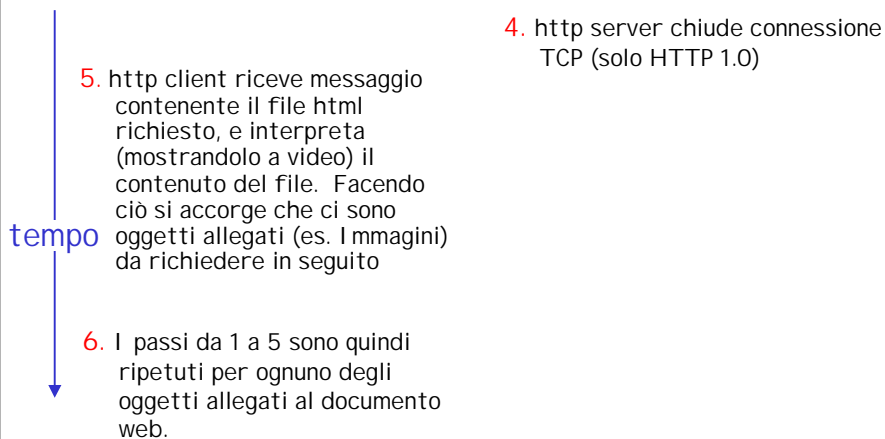 4. http server chiude connessione
TCP (solo HTTP 1.0)
5. http client riceve messaggio
contenente il file html
richiesto, e interpreta
(mostrandolo a video) il
contenuto del file. Facendo
ciò si accorge che ci sono
oggetti allegati (es. Immagini)
da richiedere in seguito
tempo
6. I passi da 1 a 5 sono quindi
ripetuti per ognuno degli
oggetti allegati al documento
web.